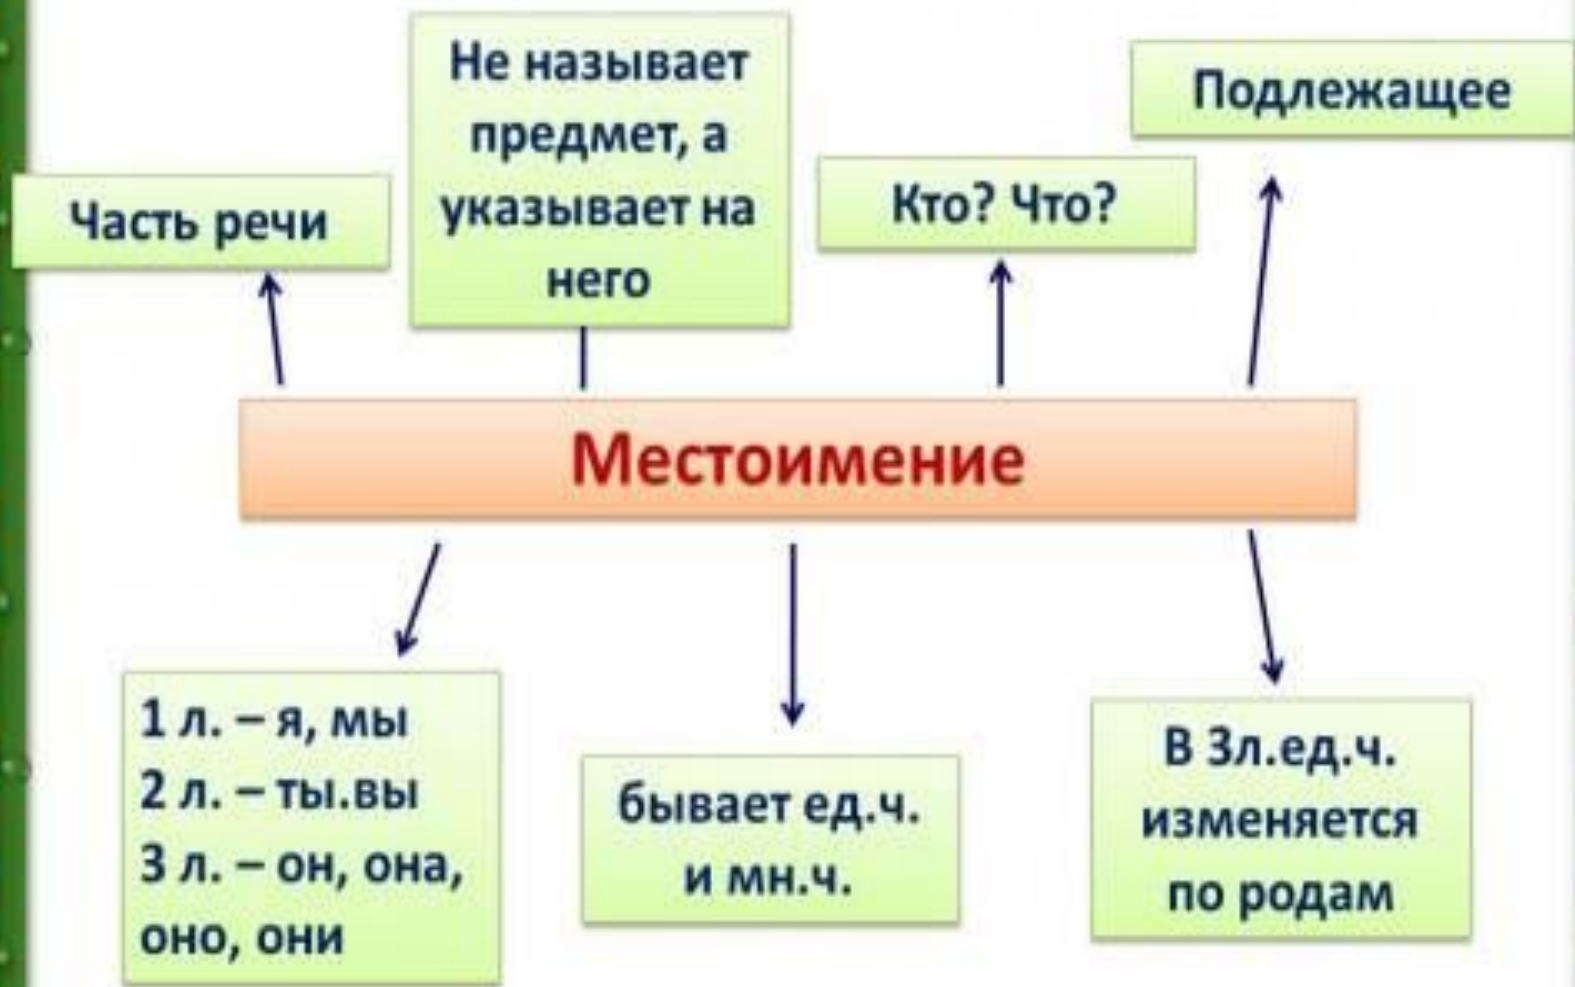 Не называет
предмет, а
указывает на
него
Подлежащее
Часть речи
Кто? Что?
Местоимение
1 л. – я, мы
2 л. – ты.вы
3 л. – он, она,
оно, они
бывает ед.ч.
и мн.ч.
В 3л.ед.ч.
изменяется
по родам